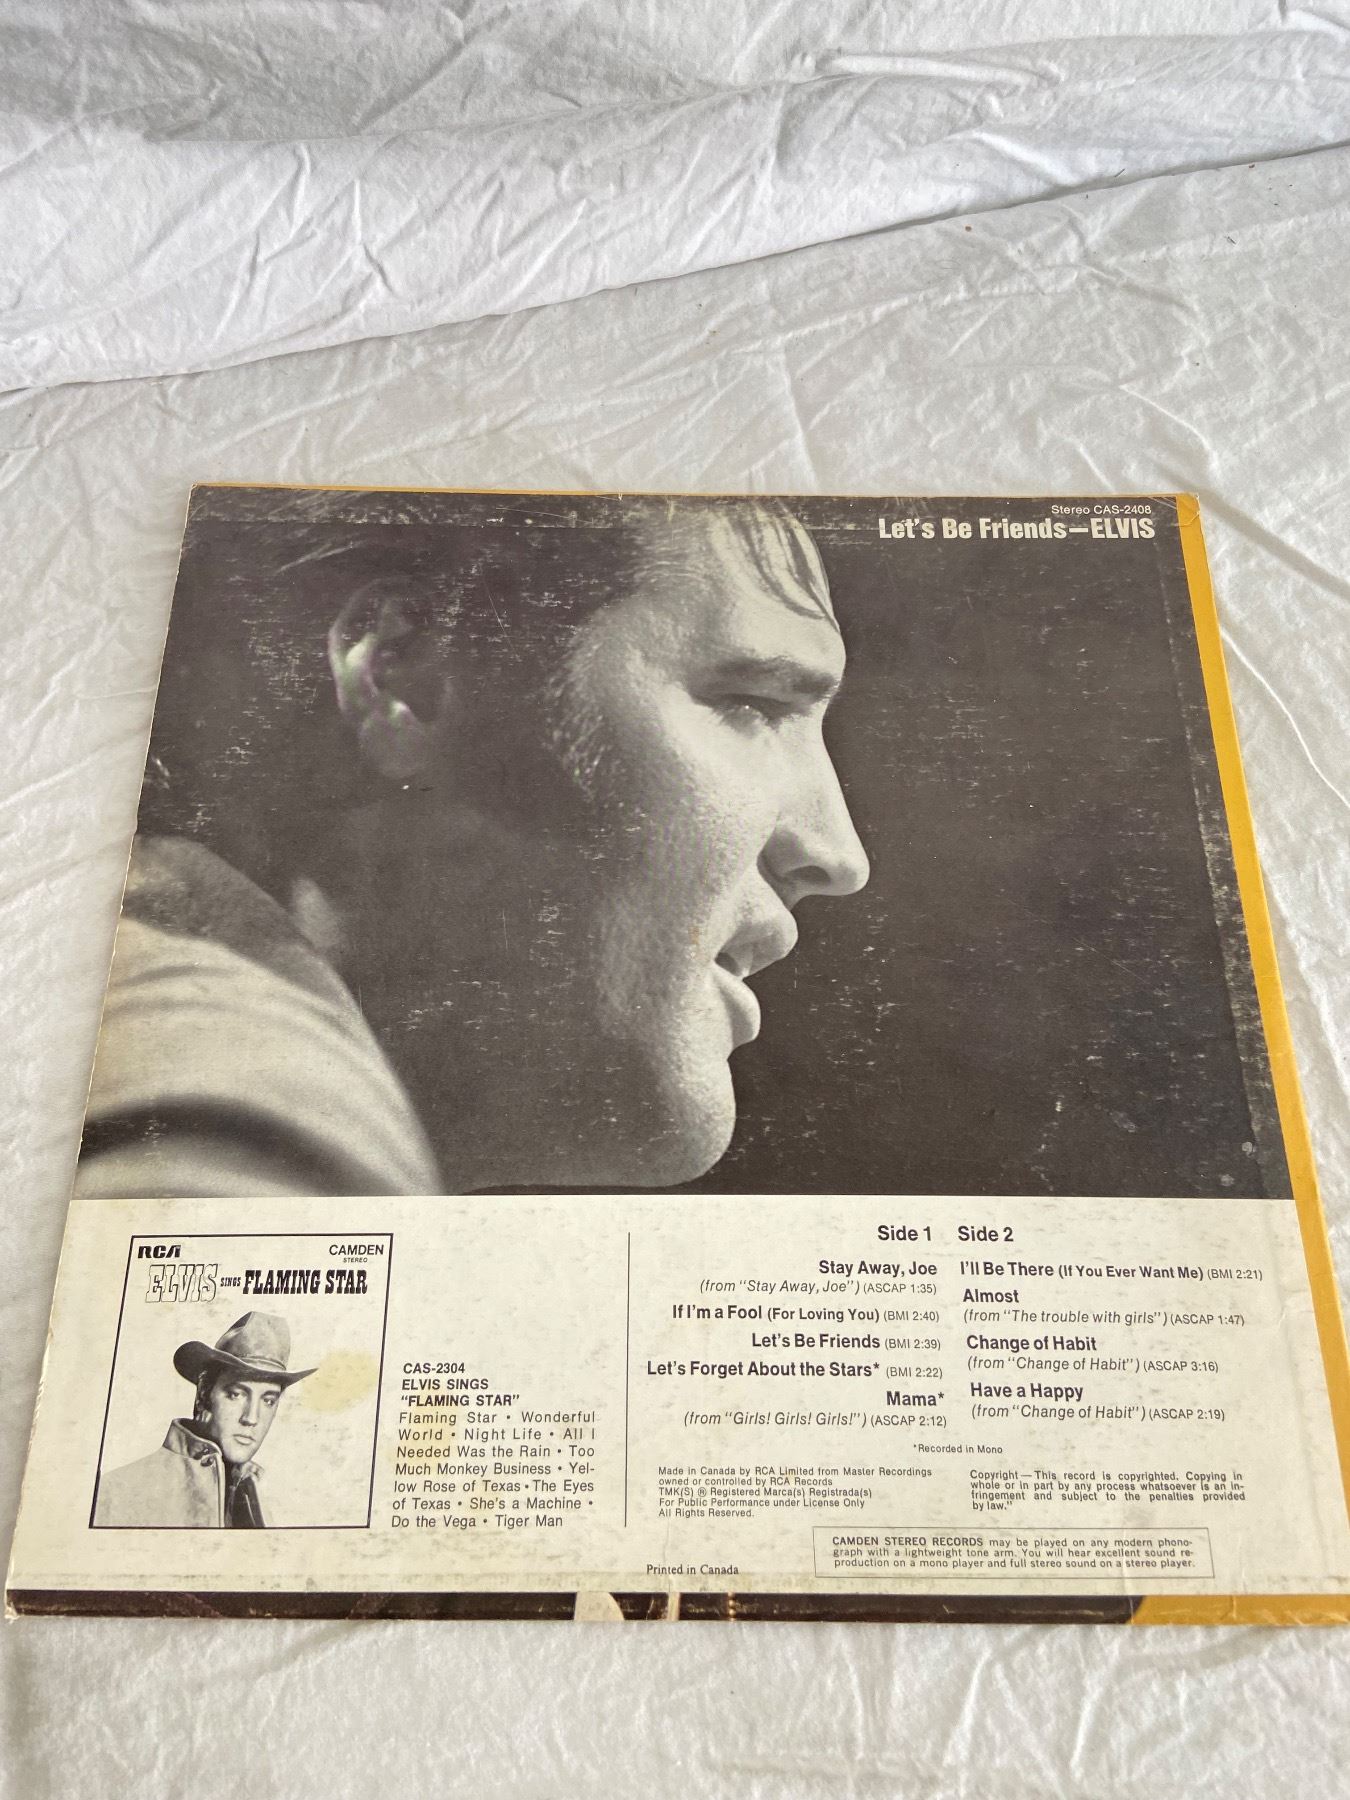 Stereo CAS-2408
Let's Be Friends—ELVIS
RCA
CAMDEN
STEREO
ELVIS SINGS FLAMING STAR
CAS-2304
ELVIS SINGS
"FLAMING STAR"
Flaming Star • Wonderful
World • Night Life • All I
Needed Was the Rain • Too
Much Monkey Business • Yel-
low Rose of Texas • The Eyes
of Texas • She's a Machine •
Do the Vega • Tiger Man
Side 1
Stay Away, Joe
(from "Stay Away, Joe") (ASCAP 1:35)
If I'm a Fool (For Loving You) (BMI 2:40)
Let's Be Friends (BMI 2:39)
Let's Forget About the Stars* (BMI 2:22)
Mama*
(from "Girls! Girls! Girls!") (ASCAP 2:12)
Side 2
I'll Be There (If You Ever Want Me) (BMI 2:21)
Almost
(from "The trouble with girls") (ASCAP 1:47)
Change of Habit
(from "Change of Habit") (ASCAP 3:16)
Have a Happy
(from "Change of Habit") (ASCAP 2:19)
*Recorded in Mono
Made in Canada by RCA Limited from Master Recordings
owned or controlled by RCA Records
TMK(S) ® Registered Marca(s) Registrada(s)
For Public Performance under License Only
All Rights Reserved.
Copyright — This record is copyrighted. Copying in
whole or in part by any process whatsoever is an in-
fringement and subject to the penalties provided
by law."
CAMDEN STEREO RECORDS may be played on any modern phono-
graph with a lightweight tone arm. You will hear excellent sound re-
production on a mono player and full stereo sound on a stereo player.
Printed in Canada